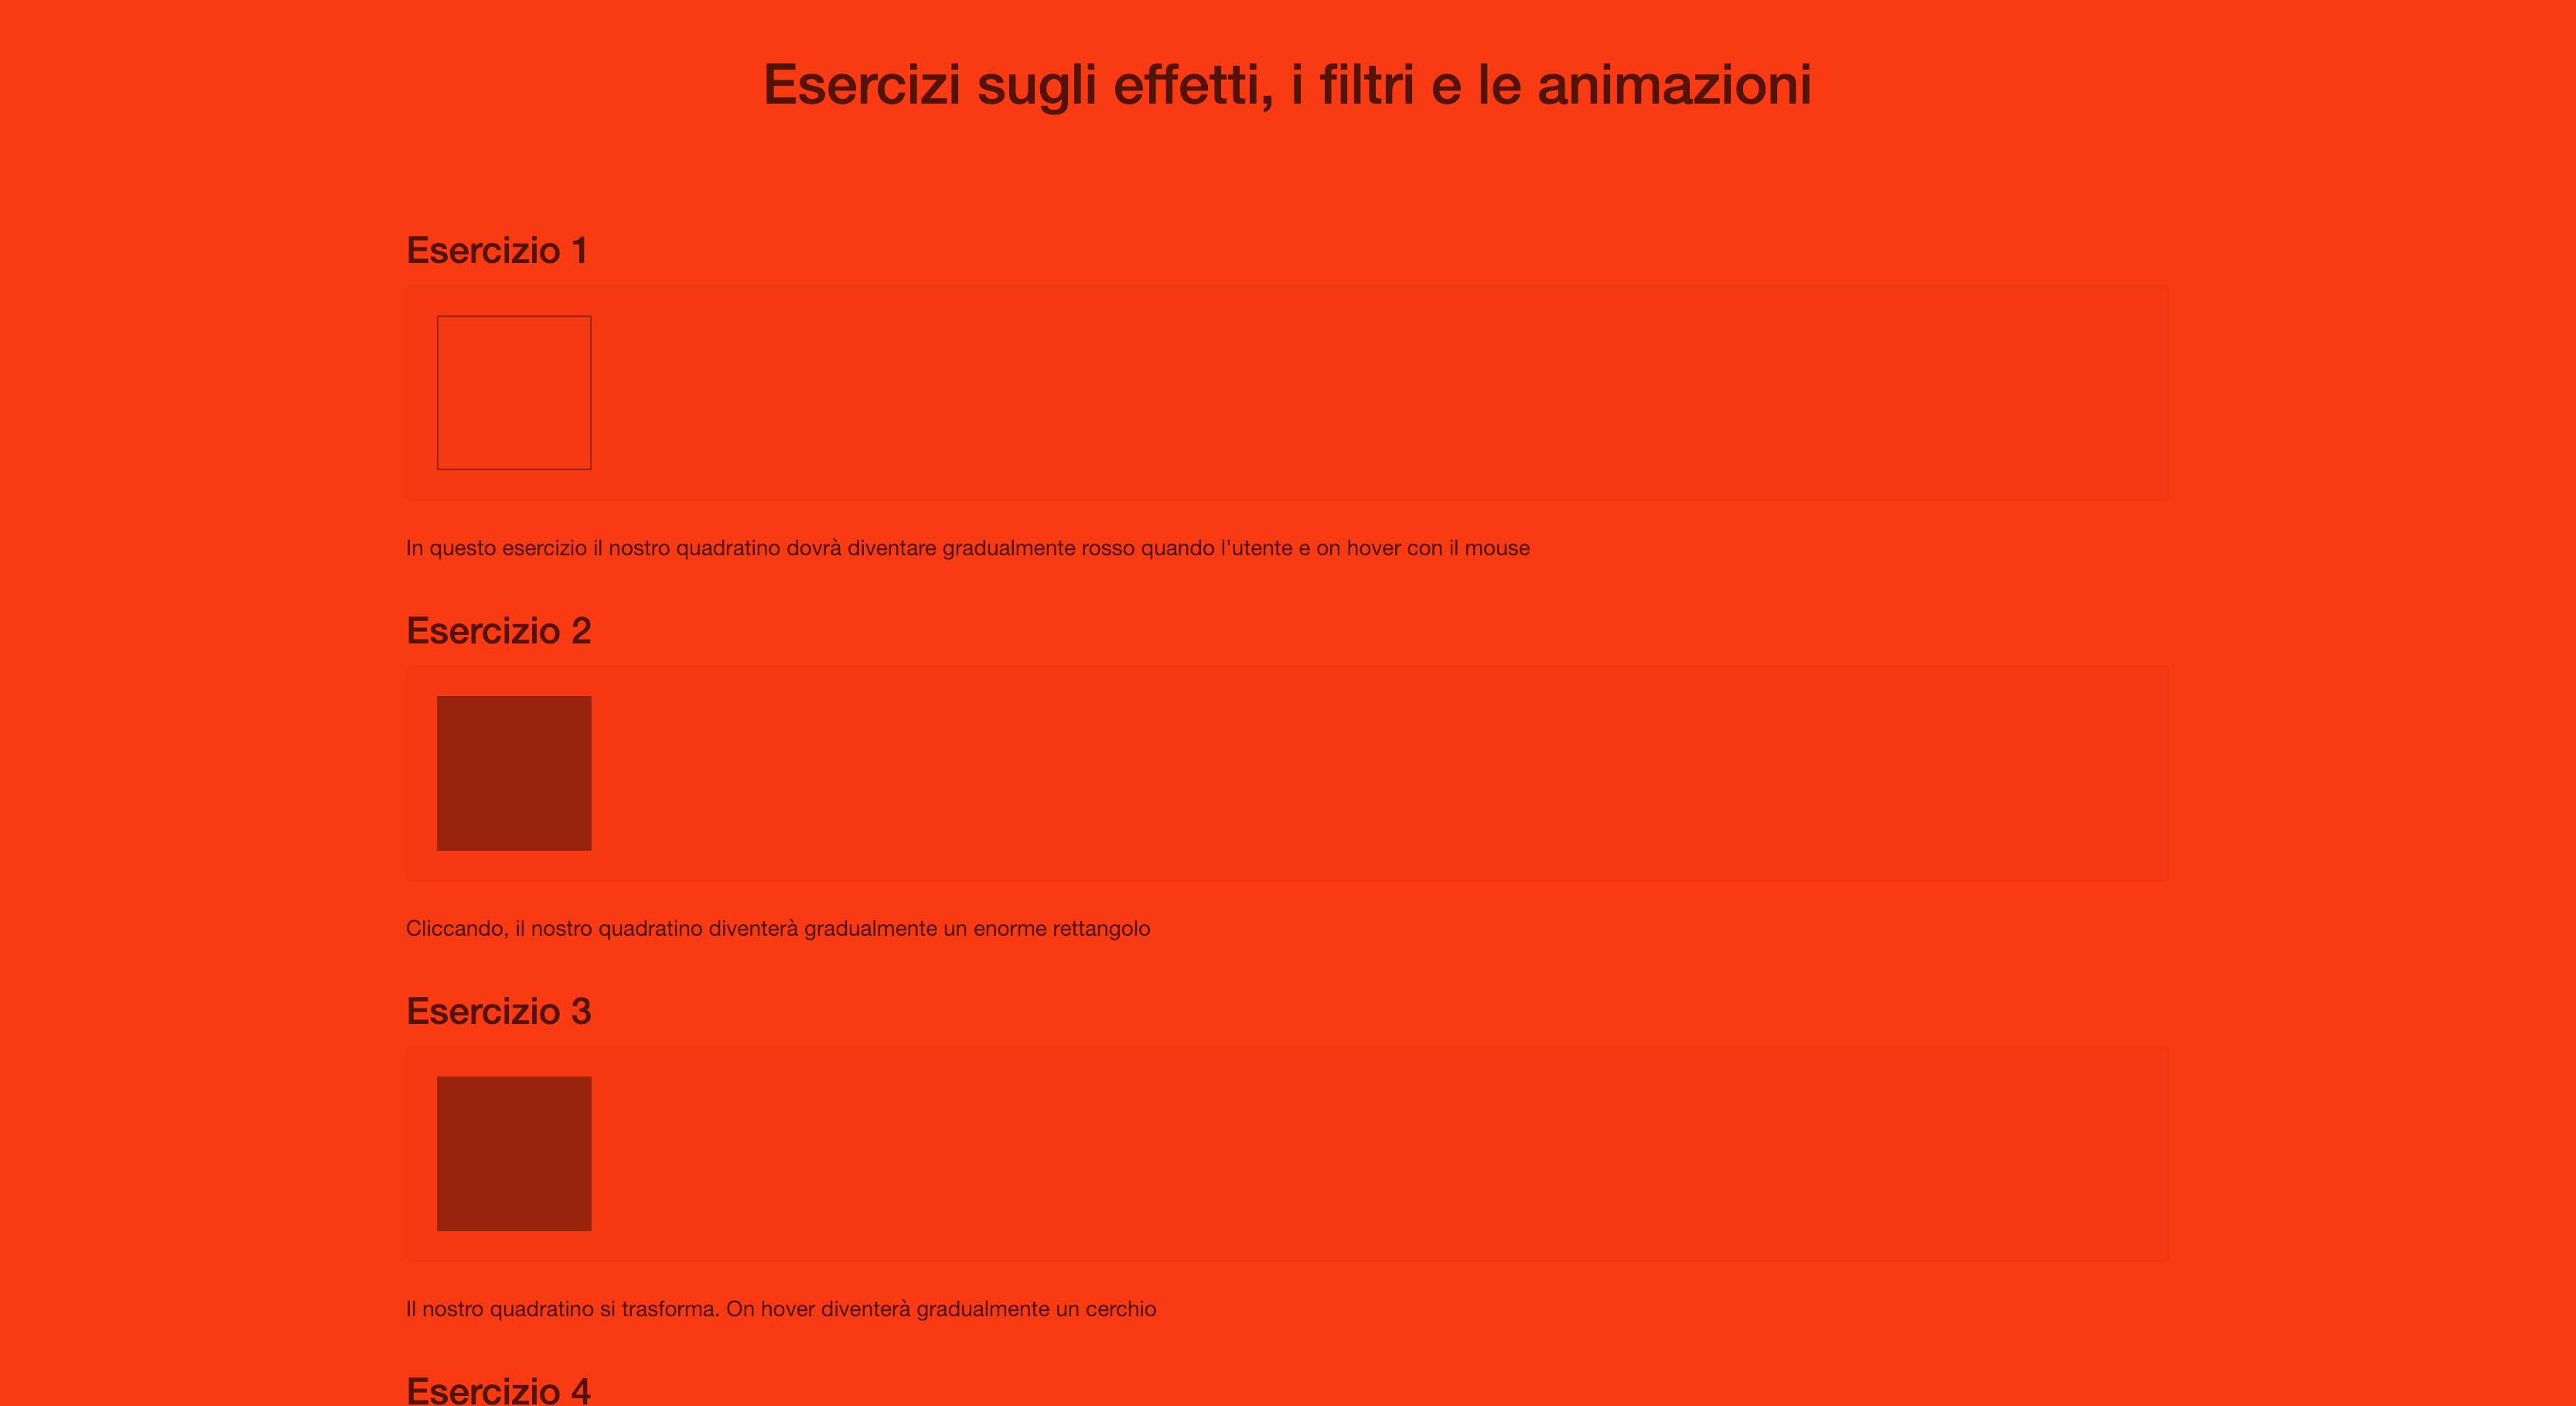 Esercizi sugli effetti, i filtri e le animazioni
Esercizio 1
In questo esercizio il nostro quadratino dovrà diventare gradualmente rosso quando l'utente e on hover con il mouse
Esercizio 2
Cliccando, il nostro quadratino diventerà gradualmente un enorme rettangolo
Esercizio 3
Il nostro quadratino si trasforma. On hover diventerà gradualmente un cerchio
Esercizio 4